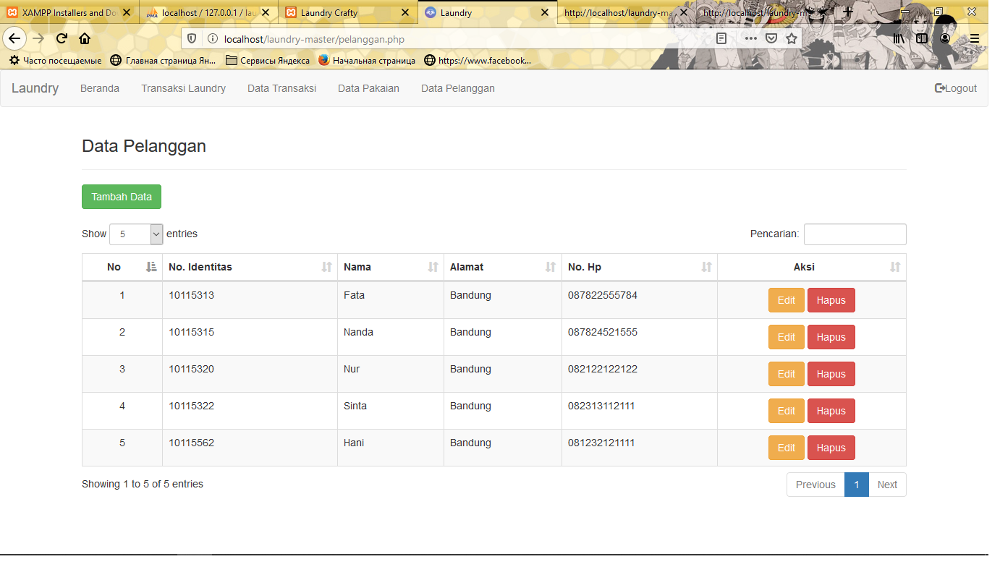 XAMPP Installers and Do
localhost / 127.0.0.1 / lau
Laundry Crafty
Laundry
http://localhost/laundry-ma
http://localhost/laundry-m
localhost/laundry-master/pelanggan.php
Часто посещаемые
Главная страница Ян...
Сервисы Яндекса
Начальная страница
https://www.facebook...
Laundry Beranda Transaksi Laundry Data Transaksi Data Pakaian Data Pelanggan Logout
Data Pelanggan
Tambah Data
Show 5 entries Pencarian:
No No. Identitas Nama Alamat No. Hp Aksi
1 10115313 Fata Bandung 087822555784 Edit Hapus
2 10115315 Nanda Bandung 087824521555 Edit Hapus
3 10115320 Nur Bandung 082122122122 Edit Hapus
4 10115322 Sinta Bandung 082313112111 Edit Hapus
5 10115562 Hani Bandung 081232121111 Edit Hapus
Showing 1 to 5 of 5 entries Previous 1 Next